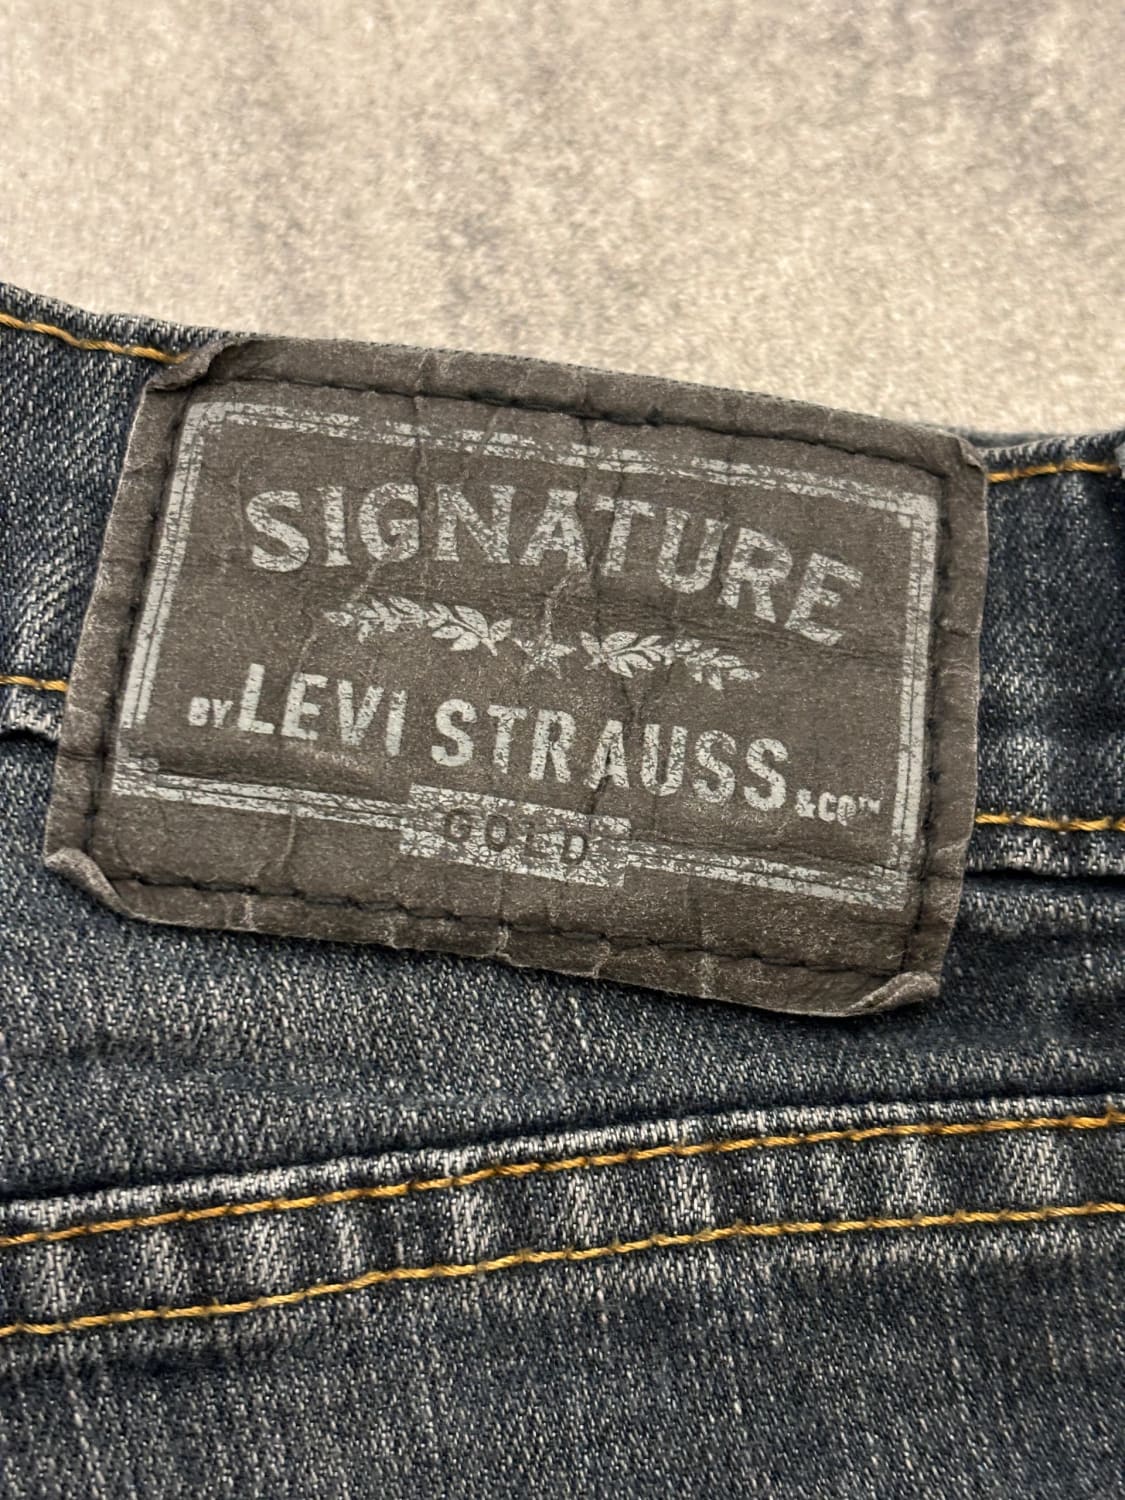 SIGNATURE
BY LEVI STRAUSS & CO™
GOLD